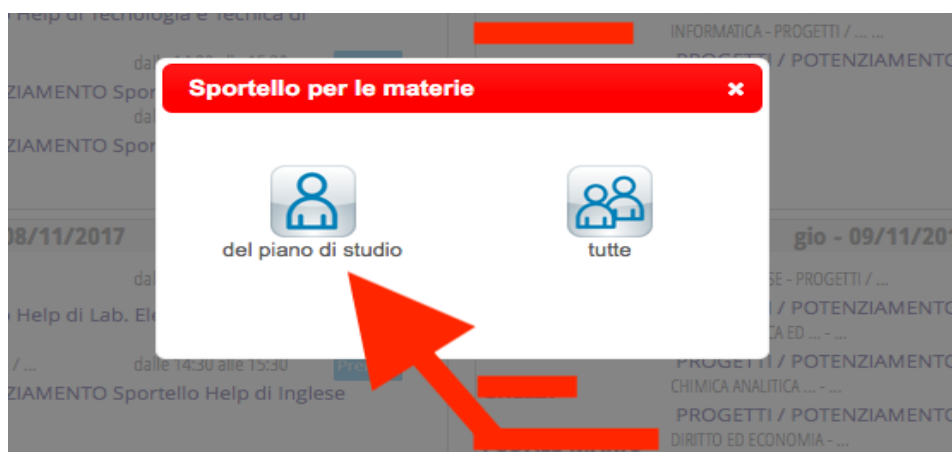 Help di Tecnologia e Tecnica di
INFORMATICA - PROGETTI / ... ...
PROGETTI / POTENZIAMENTO
Sportello per le materie
ZIAMENTO Spor
ZIAMENTO Spor
del piano di studio
tutte
08/11/2017
gio - 09/11/201
SE - PROGETTI / ...
Help di Lab. Ele
I / POTENZIAMENTO
CA ED ... - ...
/ ...
dalle 14:30 alle 15:30
PROGETTI / POTENZIAMENTO
ZIAMENTO Sportello Help di Inglese
CHIMICA ANALITICA ... - ...
PROGETTI / POTENZIAMENTO
DIRITTO ED ECONOMIA - ...